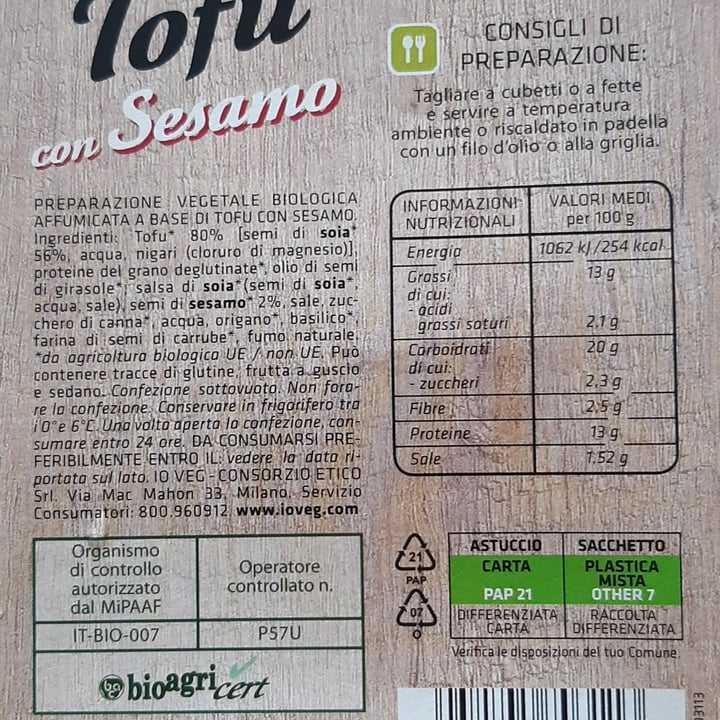 Tofu
con Sesamo
PREPARAZIONE VEGETALE BIOLOGICA
AFFUMICATA A BASE DI TOFU CON SESAMO.
Ingredienti: Tofu* 80% [semi di soia*
56%, acqua, nigari (cloruro di magnesio)],
proteine del grano deglutinate*, olio di semi
di girasole*, salsa di soia* (semi di soia*,
acqua, sale), semi di sesamo* 2%, sale, zuc-
chero di canna*, acqua, origano*, basilico*,
farina di semi di carrube*, fumo naturale.
*da agricoltura biologica UE / non UE. Può
contenere tracce di glutine, frutta a guscio
e sedano. Confezione sottovuoto. Non fora-
re la confezione. Conservare in frigorifero tra
i 0°e 6°C. Una volta aperta la confezione, con-
sumare entro 24 ore. DA CONSUMARSI PRE-
FERIBILMENTE ENTRO IL: vedere la data ri-
portata sul lato. IO VEG - CONSORZIO ETICO
Srl. Via Mac Mahon 33, Milano. Servizio
Consumatori: 800.960912 www.ioveg.com
Organismo
di controllo
autorizzato
dal MiPAAF
Operatore
controllato n.
IT-BIO-007
P57U
bioagricert
CONSIGLI DI
PREPARAZIONE:
Tagliare a cubetti o a fette
e servire a temperatura
ambiente o riscaldato in padella
con un filo d'olio o alla griglia.
INFORMAZIONI
NUTRIZIONALI
VALORI MEDI
per 100 g
Energia 1062 kJ/254 kcal
Grassi 13 g
di cui:
- acidi
grassi saturi 2,1 g
Carboidrati 20 g
di cui:
- zuccheri 2,3 g
Fibre 2,5 g
Proteine 13 g
Sale 1,52 g
21
PAP
07
O
ASTUCCIO
CARTA
PAP 21
DIFFERENZIATA
CARTA
SACCHETTO
PLASTICA
MISTA
OTHER 7
RACCOLTA
DIFFERENZIATA
Verifica le disposizioni del tuo Comune.